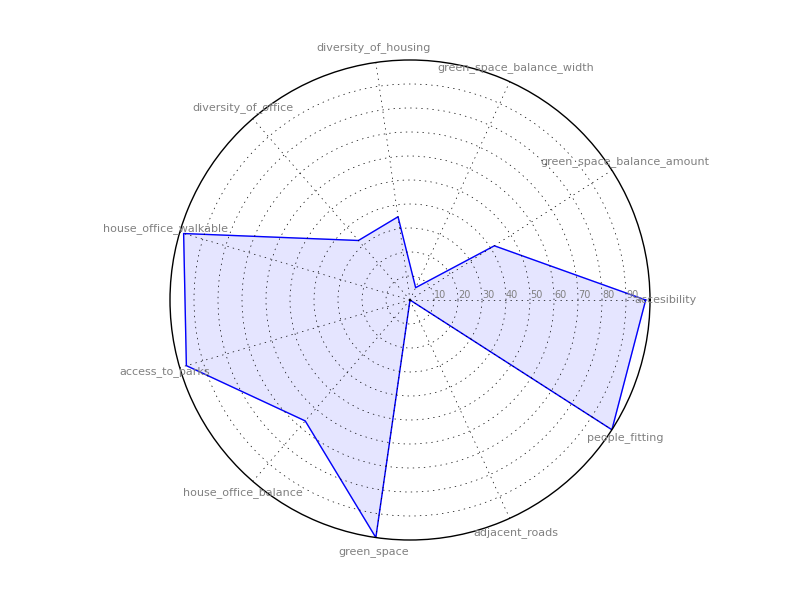 diversity_of_housing
green_space_balance_width
diversity_of_office
green_space_balance_amount
house_office_walkable
10 20 30 40 50 60 70 80 90
accesibility
access_to_parks
people_fitting
house_office_balance
adjacent_roads
green_space